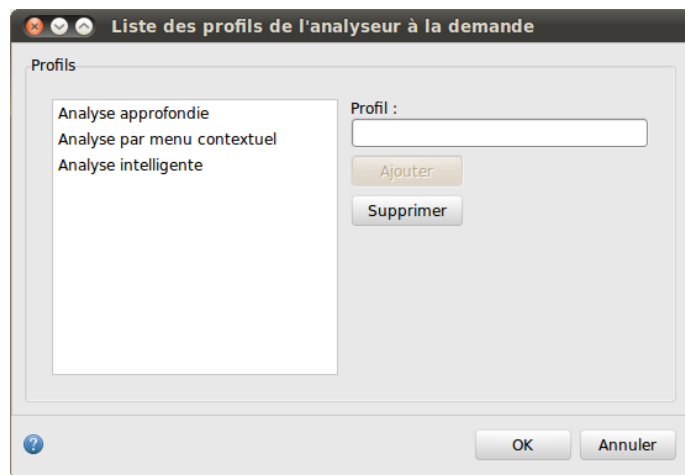 Liste des profils de l'analyseur à la demande
Profils
Analyse approfondie
Analyse par menu contextuel
Analyse intelligente
Profil :
Ajouter
Supprimer
?
OK
Annuler